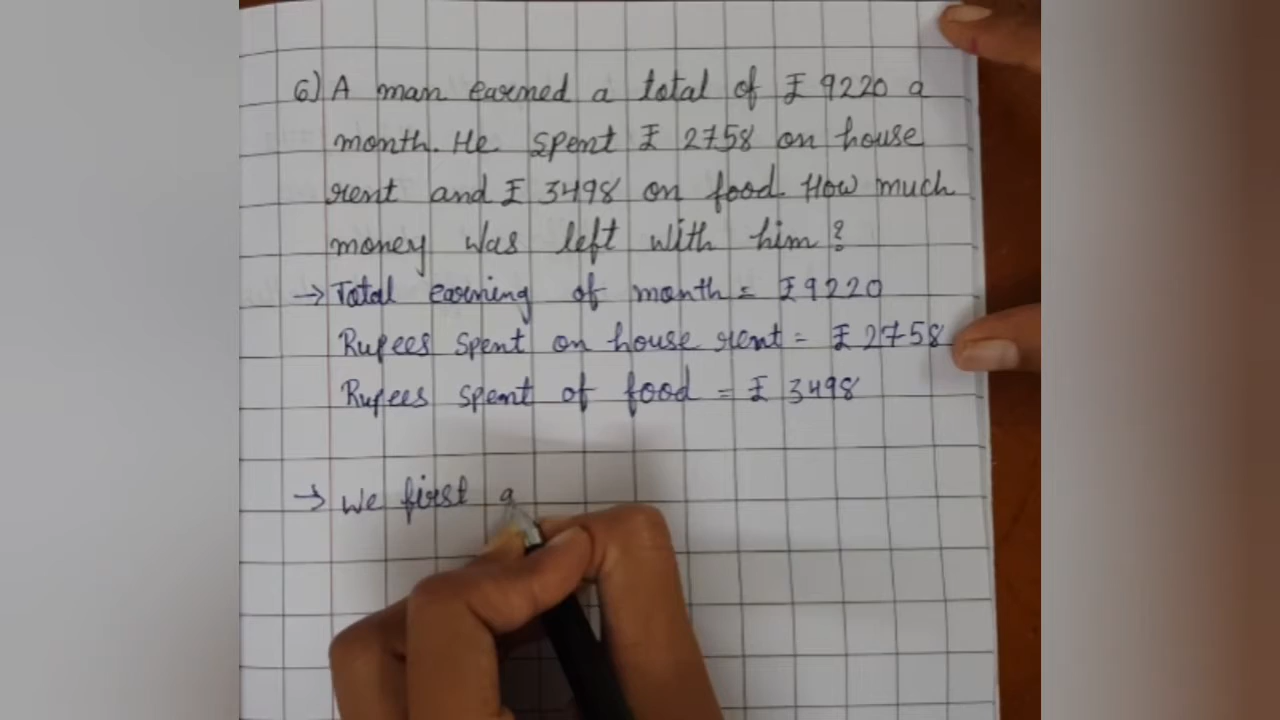 6) A man earned a total of ₹ 9220 a
month. He spent ₹ 2758 on house
rent and ₹ 3498 on food. How much
money was left with him ?
→ Total earning of month = ₹ 9220
Rupees spent on house rent = ₹ 2758
Rupees spent of food = ₹ 3498
→ We first a